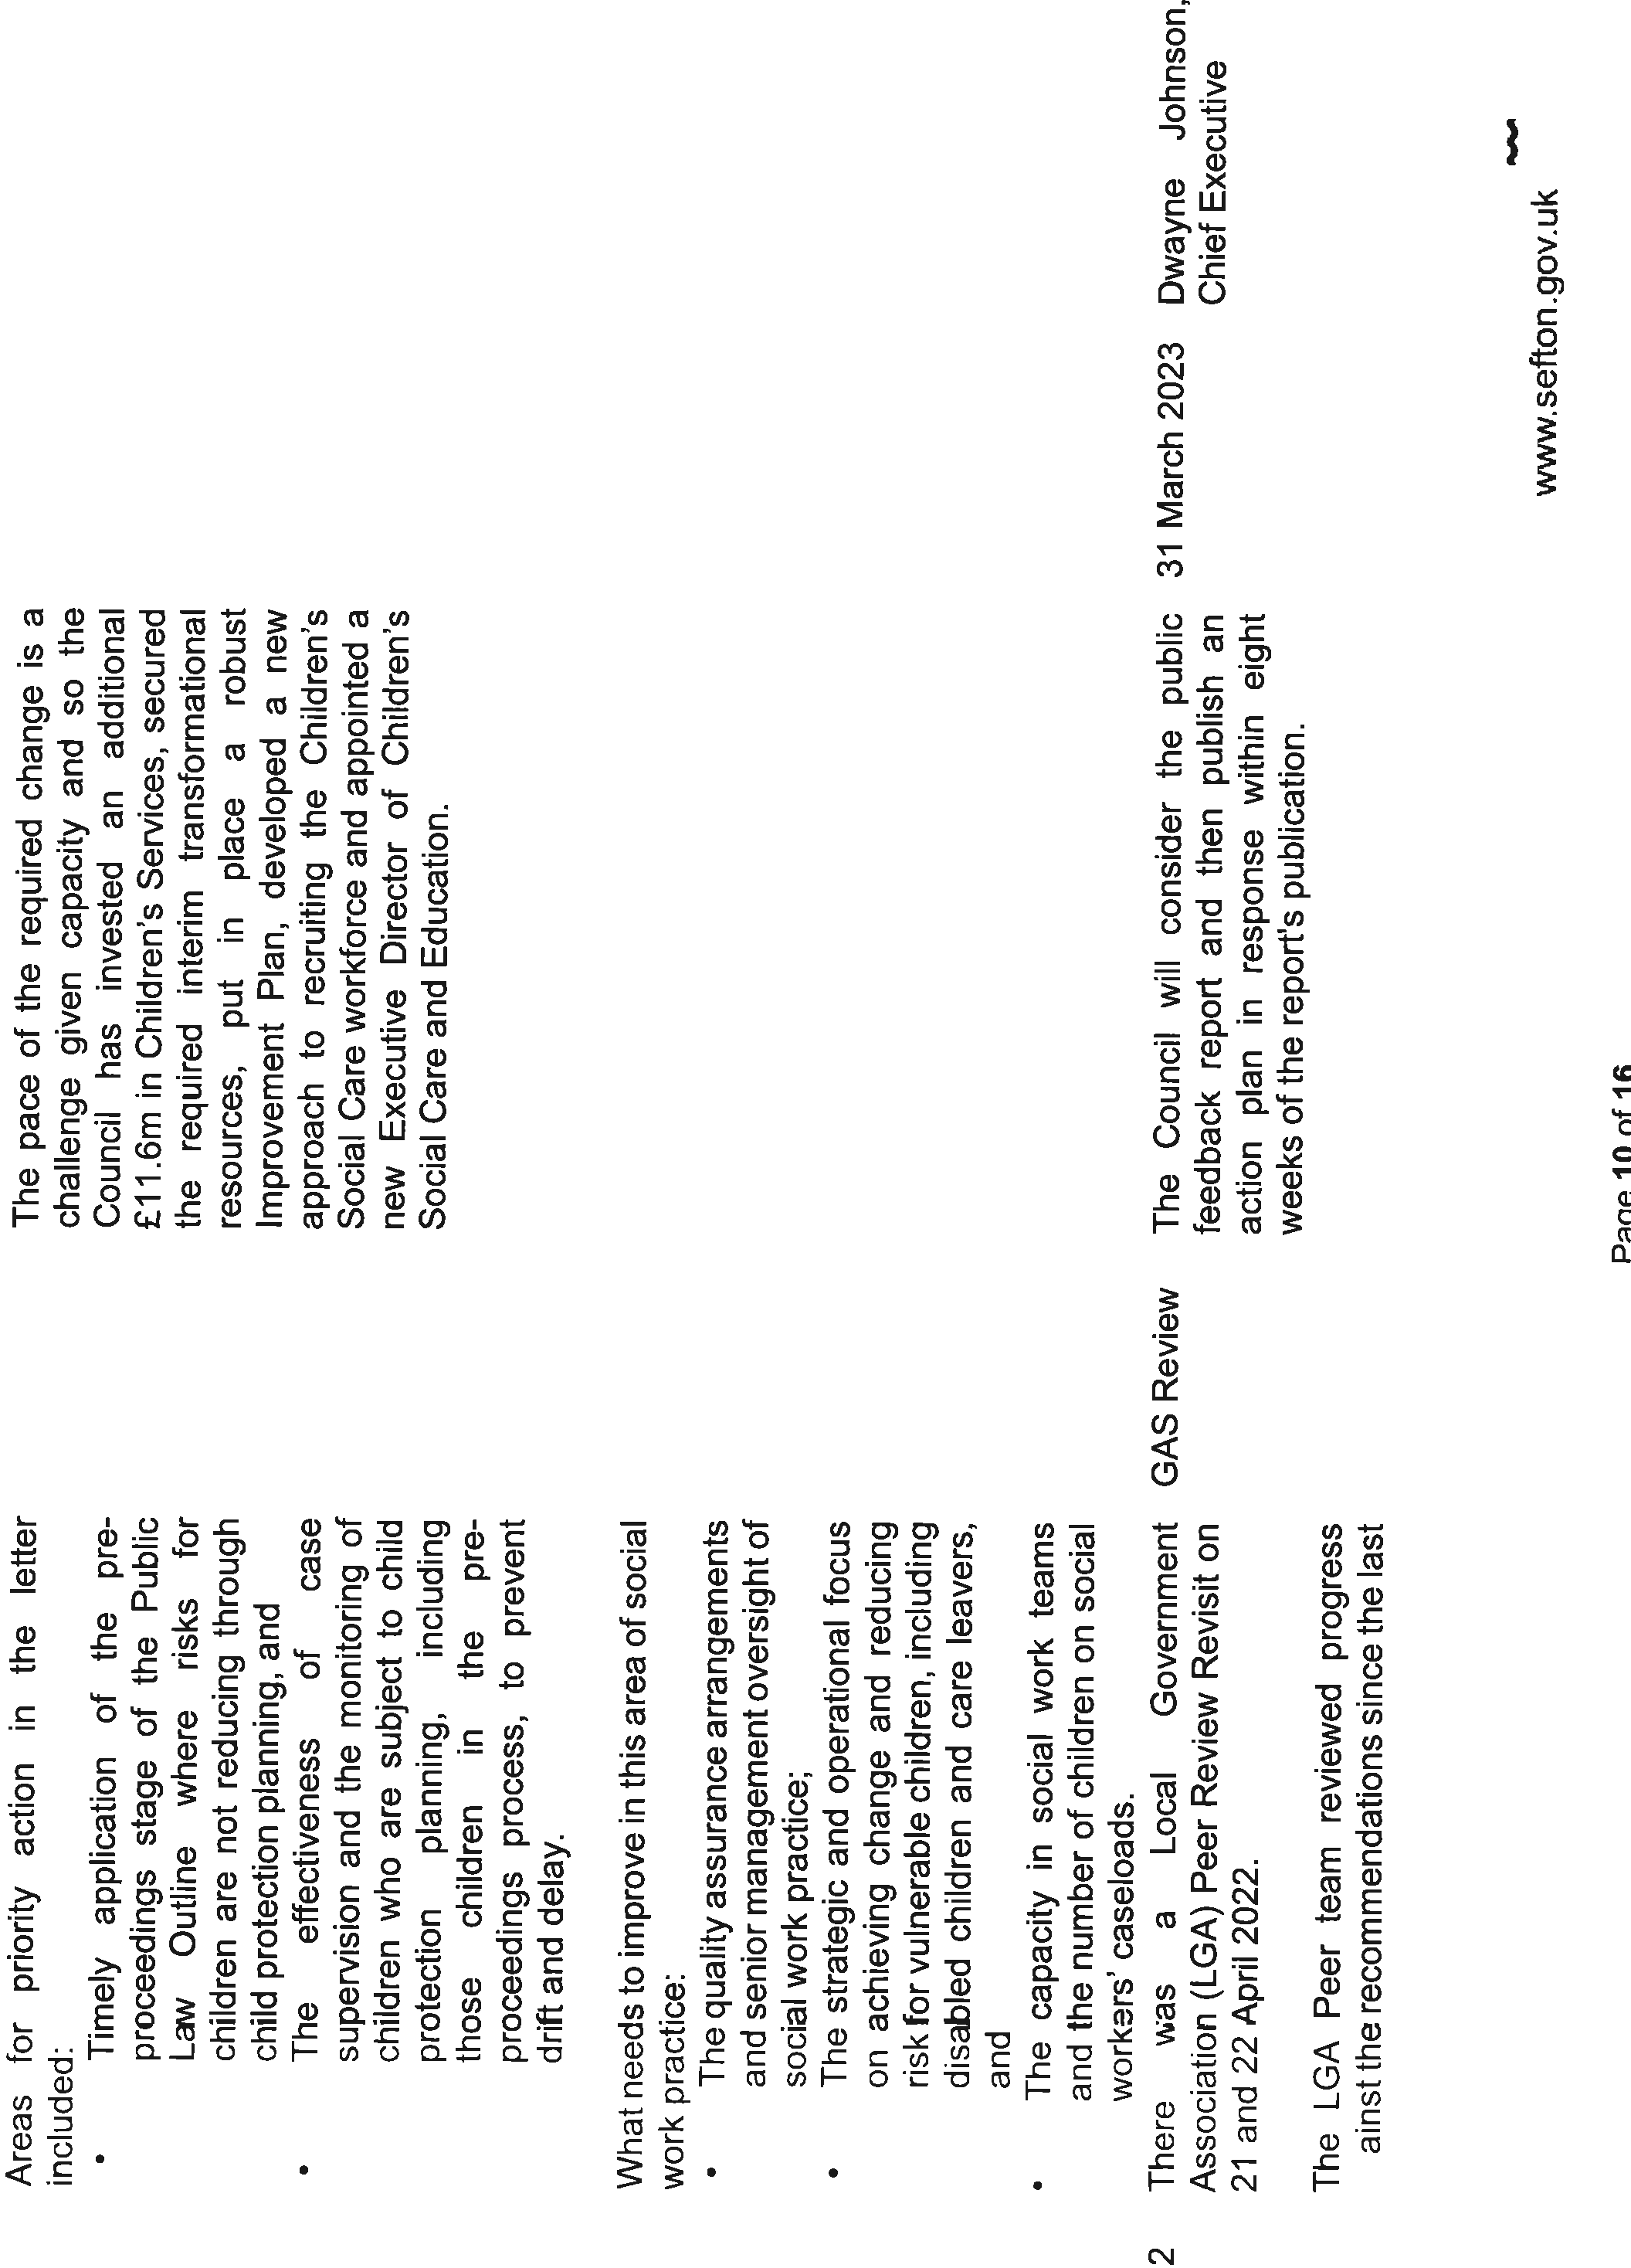 Areas for priority action in the letter
included:
• Timely application of the pre-
proceedings stage of the Public
Law Outline where risks for
children are not reducing through
child protection planning, and
• The effectiveness of case
supervision and the monitoring of
children who are subject to child
protection planning, including
those children in the pre-
proceedings process, to prevent
drift and delay.
What needs to improve in this area of social
work practice:
• The quality assurance arrangements
and senior management oversight of
social work practice;
• The strategic and operational focus
on achieving change and reducing
risk for vulnerable children, including
disabled children and care leavers,
and
• The capacity in social work teams
and the number of children on social
workers' caseloads.
The pace of the required change is a
challenge given capacity and so the
Council has invested an additional
£11.6m in Children's Services, secured
the required interim transformational
resources, put in place a robust
Improvement Plan, developed a new
approach to recruiting the Children's
Social Care workforce and appointed a
new Executive Director of Children's
Social Care and Education.
2
There was a Local Government
Association (LGA) Peer Review Revisit on
21 and 22 April 2022.
The LGA Peer team reviewed progress
ainst the recommendations since the last
GAS Review
The Council will consider the public
feedback report and then publish an
action plan in response within eight
weeks of the report's publication.
31 March 2023
Dwayne Johnson,
Chief Executive
www.sefton.gov.uk
Page 10 of 16